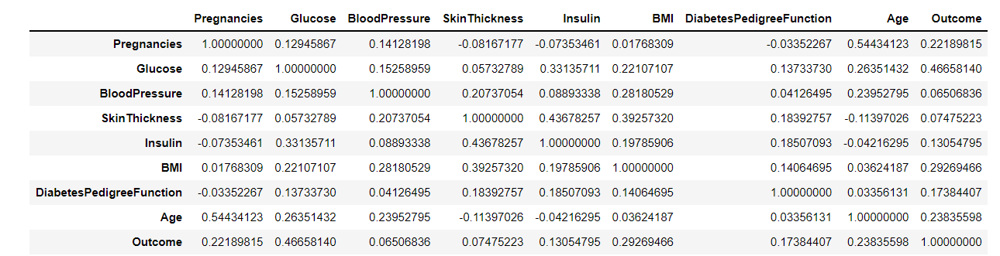 Pregnancies Glucose BloodPressure SkinThickness Insulin BMI DiabetesPedigreeFunction Age Outcome
Pregnancies 1.00000000 0.12945867 0.14128198 -0.08167177 -0.07353461 0.01768309 -0.03352267 0.54434123 0.22189815
Glucose 0.12945867 1.00000000 0.15258959 0.05732789 0.33135711 0.22107107 0.13733730 0.26351432 0.46658140
BloodPressure 0.14128198 0.15258959 1.00000000 0.20737054 0.08893338 0.28180529 0.04126495 0.23952795 0.06506836
SkinThickness -0.08167177 0.05732789 0.20737054 1.00000000 0.43678257 0.39257320 0.18392757 -0.11397026 0.07475223
Insulin -0.07353461 0.33135711 0.08893338 0.43678257 1.00000000 0.19785906 0.18507093 -0.04216295 0.13054795
BMI 0.01768309 0.22107107 0.28180529 0.39257320 0.19785906 1.00000000 0.14064695 0.03624187 0.29269466
DiabetesPedigreeFunction -0.03352267 0.13733730 0.04126495 0.18392757 0.18507093 0.14064695 1.00000000 0.03356131 0.17384407
Age 0.54434123 0.26351432 0.23952795 -0.11397026 -0.04216295 0.03624187 0.03356131 1.00000000 0.23835598
Outcome 0.22189815 0.46658140 0.06506836 0.07475223 0.13054795 0.29269466 0.17384407 0.23835598 1.00000000